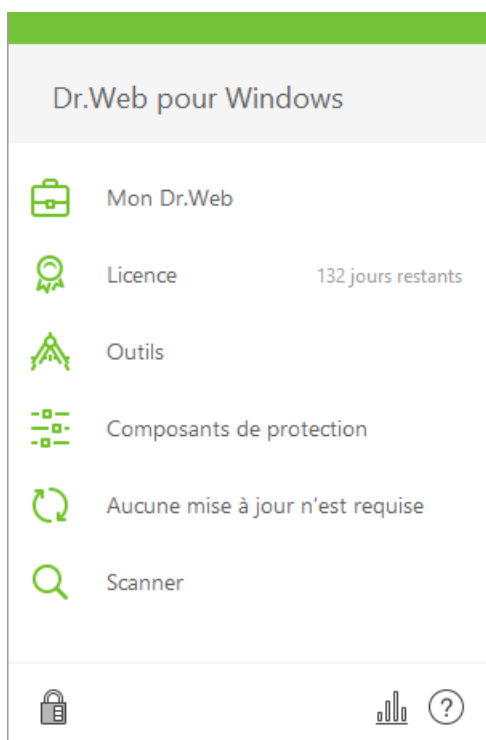 Dr.Web pour Windows
Mon Dr.Web
Licence 132 jours restants
Outils
Composants de protection
Aucune mise à jour n'est requise
Scanner
?